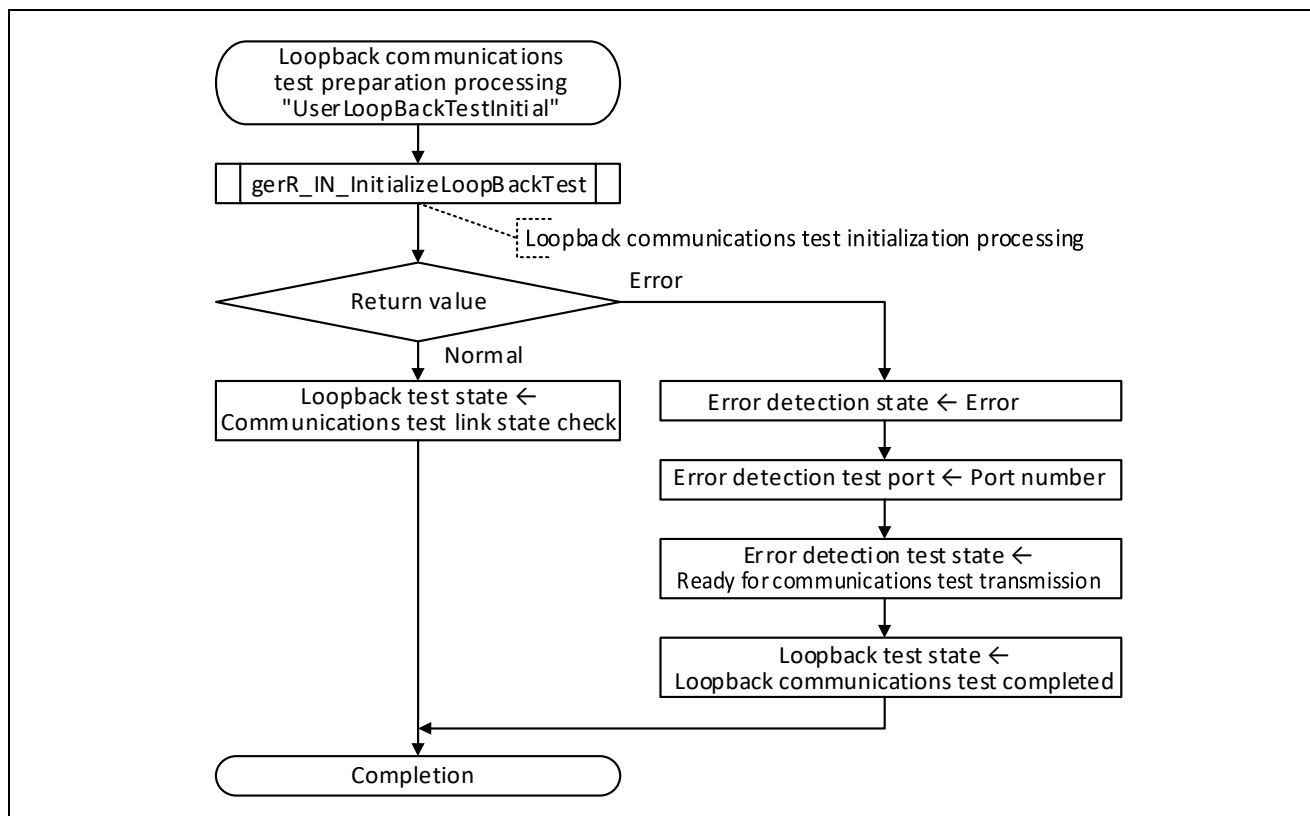 Loopback communications
test preparation processing
"UserLoopBackTestInitial"
gerR_IN_InitializeLoopBackTest
Loopback communications test initialization processing
Return value
Error
Normal
Loopback test state ←
Communications test link state check
Error detection state ← Error
Error detection test port ← Port number
Error detection test state ←
Ready for communications test transmission
Loopback test state ←
Loopback communications test completed
Completion